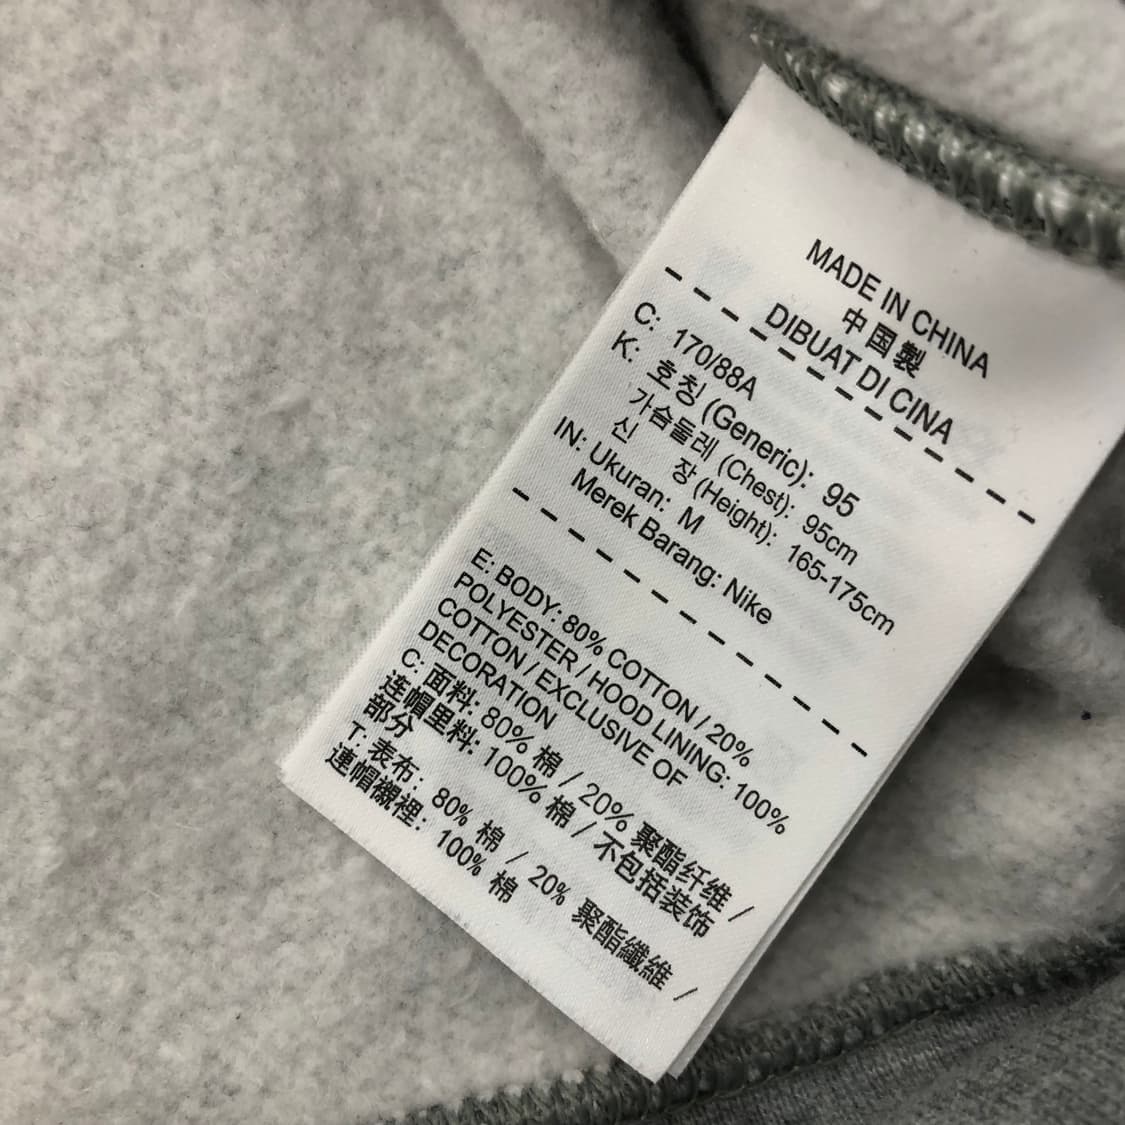 MADE IN CHINA
中国製
DIBUAT DI CINA
C: 170/88A
K: 호칭 (Generic): 95
가슴둘레 (Chest): 95cm
신 장 (Height): 165-175cm
IN: Ukuran: M
Merek Barang: Nike
E: BODY: 80% COTTON / 20%
POLYESTER / HOOD LINING: 100%
COTTON / EXCLUSIVE OF
DECORATION
C: 面料: 80% 棉 / 20% 聚酯纤维 /
连帽里料: 100% 棉 / 不包括装饰
部分
T: 表布: 80% 棉 / 20% 聚酯纖維 /
連帽襯裡: 100% 棉